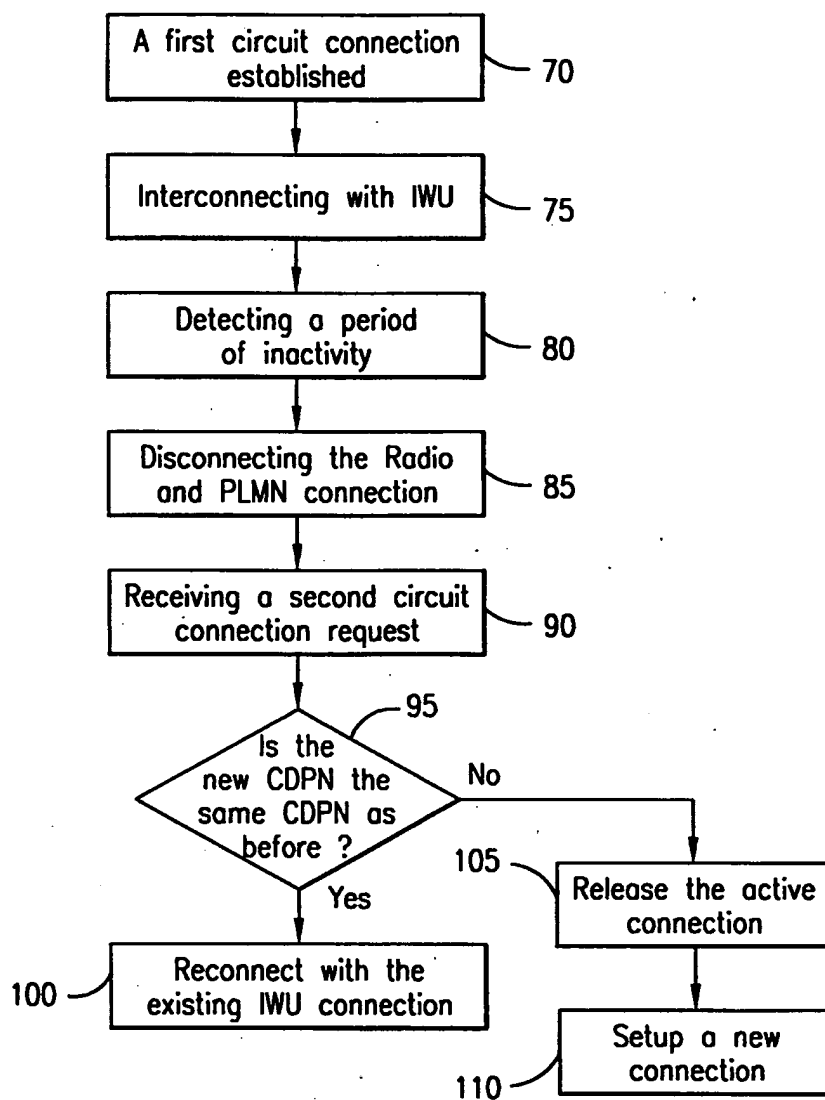 A first circuit connection
established
70
Interconnecting with IWU
75
Detecting a period
of inactivity
80
Disconnecting the Radio
and PLMN connection
85
Receiving a second circuit
connection request
90
95
Is the
new CDPN the
same CDPN as
before ?
No
Yes
105
Release the active
connection
100
Reconnect with the
existing IWU connection
Setup a new
connection
110